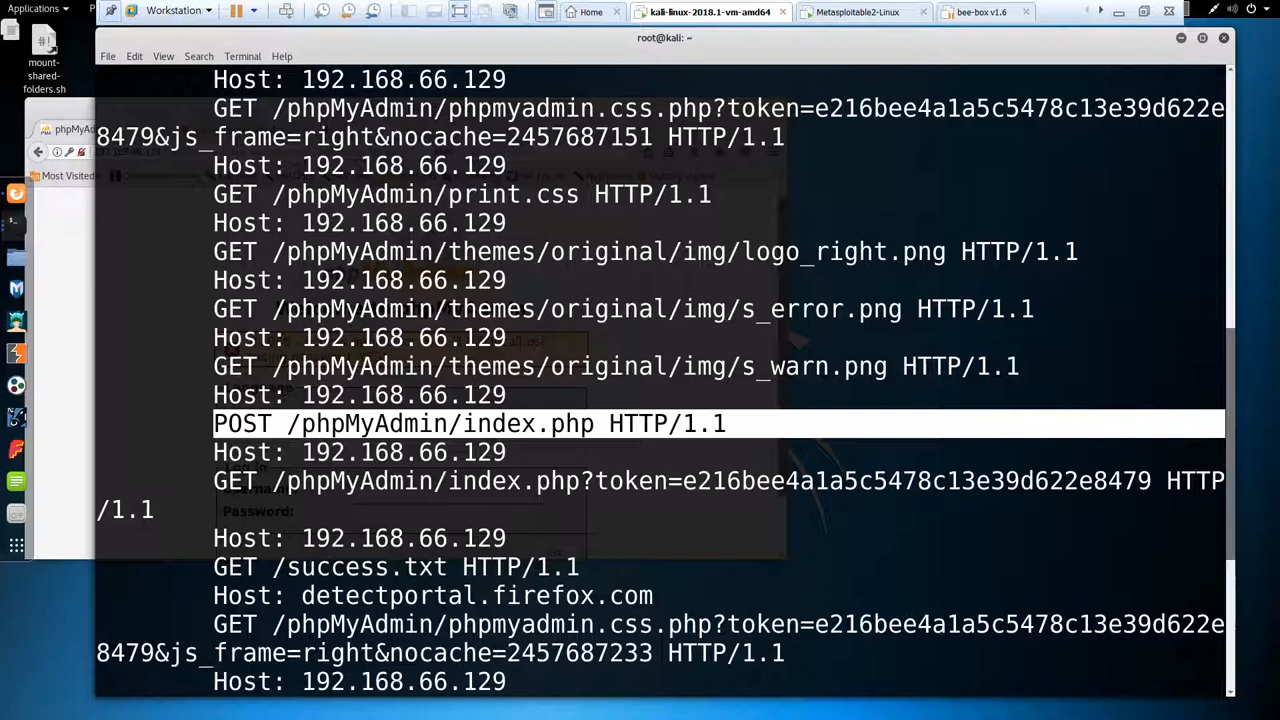 Workstation
Home
kali-linux-2018.1-vm-amd64
Metasploitable2-Linux
bee-box v1.6
Applications
root@kali: ~
File Edit View Search Terminal Help
mount-
shared-
folders.sh
phpMyAd
Most Visited
Host: 192.168.66.129
GET /phpMyAdmin/phpmyadmin.css.php?token=e216bee4a1a5c5478c13e39d622e
8479&js_frame=right&nocache=2457687151 HTTP/1.1
Host: 192.168.66.129
GET /phpMyAdmin/print.css HTTP/1.1
Host: 192.168.66.129
GET /phpMyAdmin/themes/original/img/logo_right.png HTTP/1.1
Host: 192.168.66.129
GET /phpMyAdmin/themes/original/img/s_error.png HTTP/1.1
Host: 192.168.66.129
GET /phpMyAdmin/themes/original/img/s_warn.png HTTP/1.1
Host: 192.168.66.129
POST /phpMyAdmin/index.php HTTP/1.1
Host: 192.168.66.129
GET /phpMyAdmin/index.php?token=e216bee4a1a5c5478c13e39d622e8479 HTTP
/1.1
Host: 192.168.66.129
GET /success.txt HTTP/1.1
Host: detectportal.firefox.com
GET /phpMyAdmin/phpmyadmin.css.php?token=e216bee4a1a5c5478c13e39d622e
8479&js_frame=right&nocache=2457687233 HTTP/1.1
Host: 192.168.66.129
Language
Log in
Username:
Password: